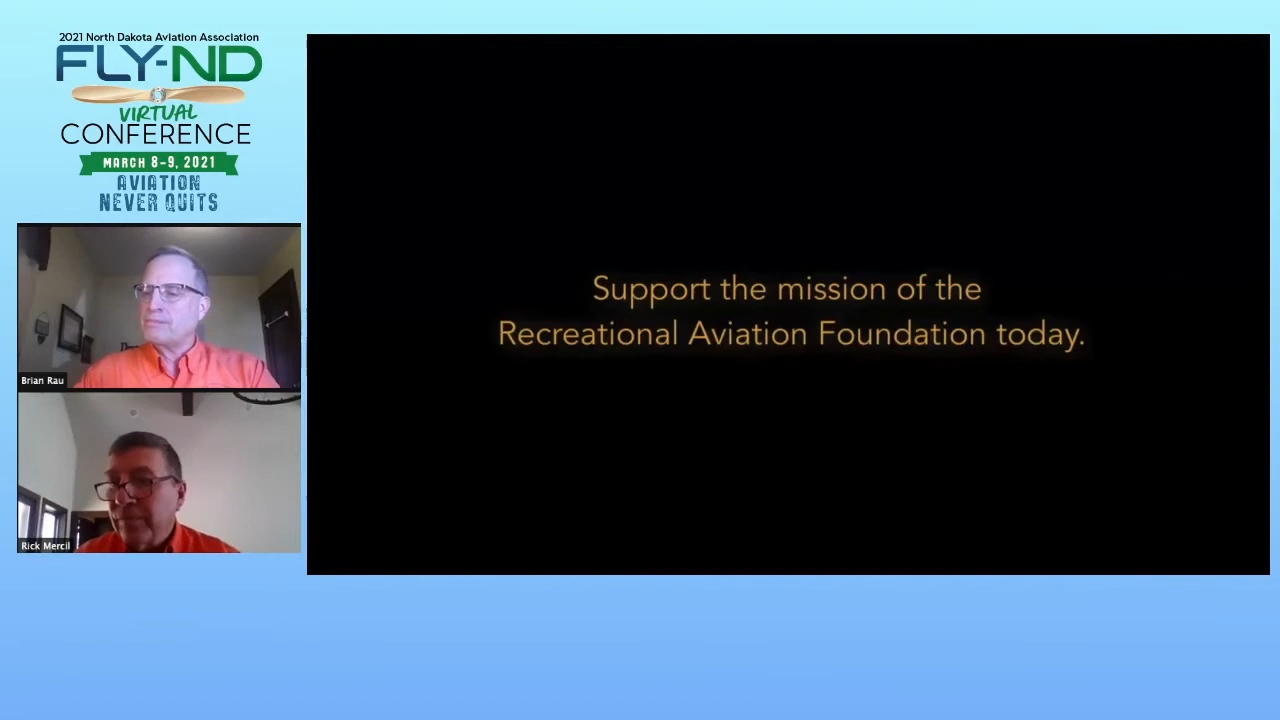 2021 North Dakota Aviation Association
FLY-ND
VIRTUAL
CONFERENCE
MARCH 8-9, 2021
AVIATION
NEVER QUITS
Brian Rau
Rick Mercil
Support the mission of the
Recreational Aviation Foundation today.